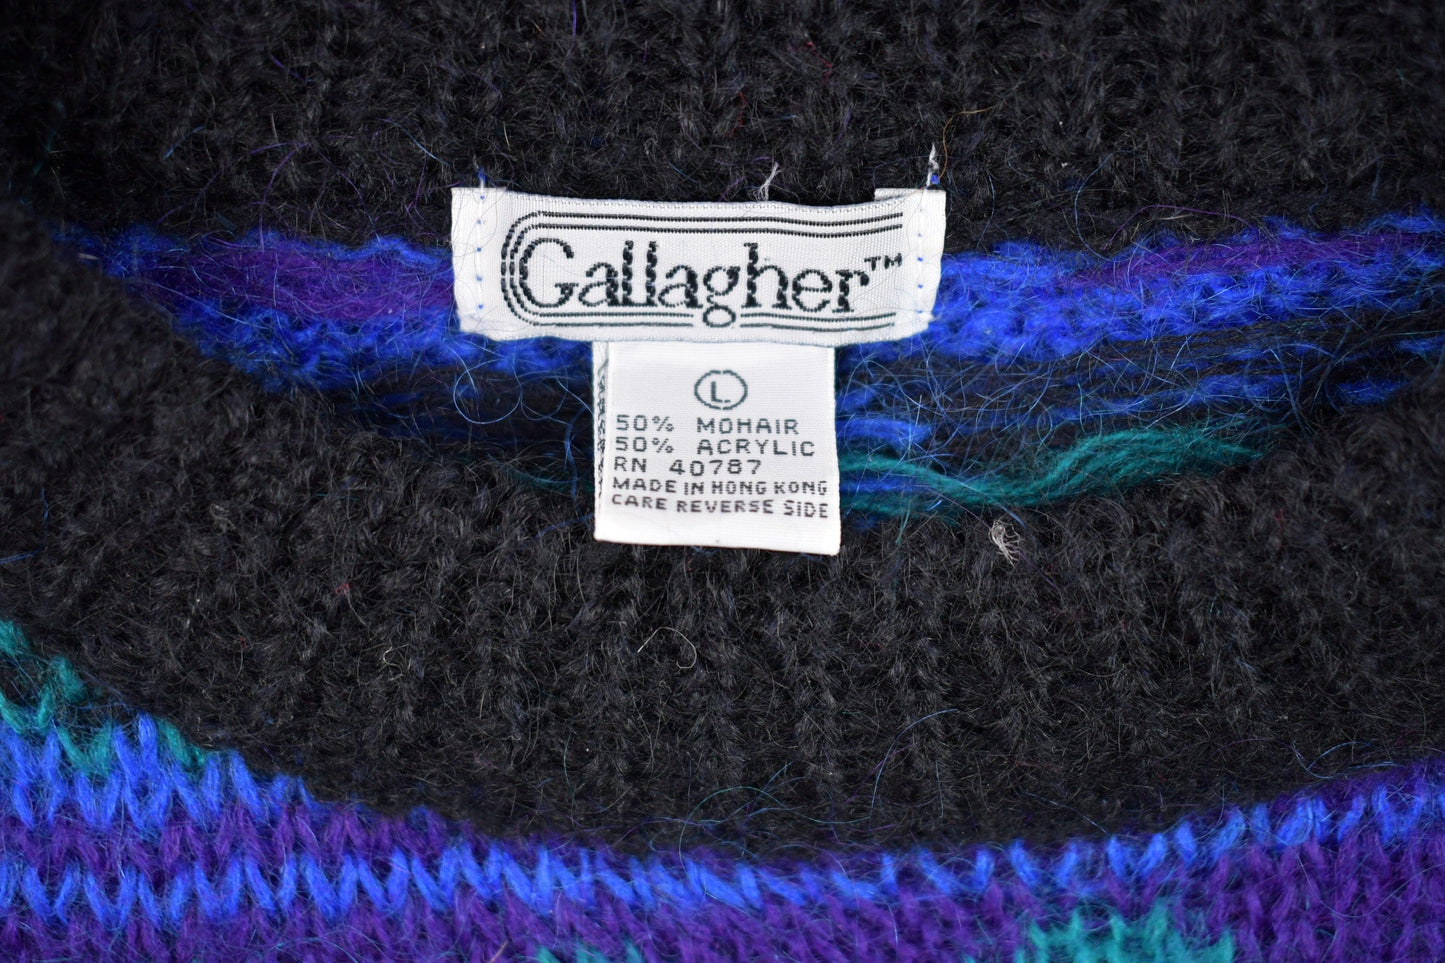 Gallagher™
L
50% MOHAIR
50% ACRYLIC
RN 40787
MADE IN HONG KONG
CARE REVERSE SIDE